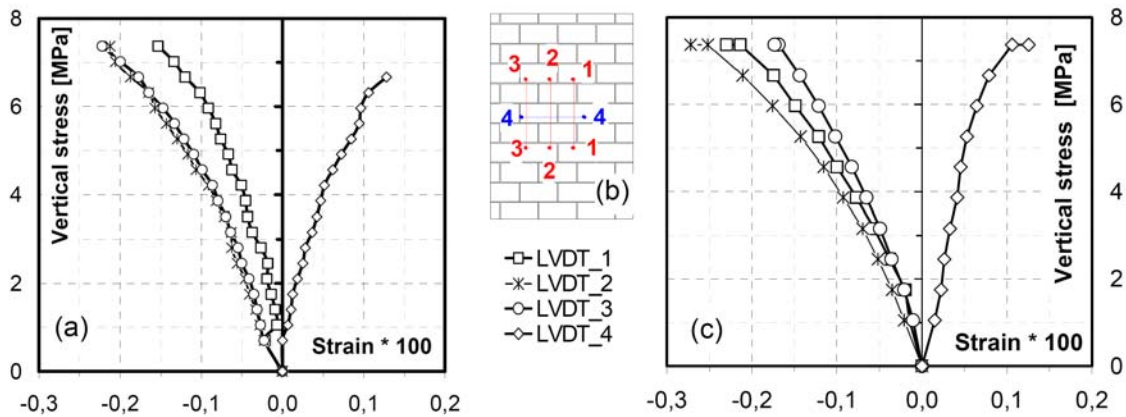 8
Vertical stress [MPa]
6
4
2
0
(a)
Strain * 100
-0,3 -0,2 -0,1 0,0 0,1 0,2
3 2 1
4 4
3 2 1
(b)
LVDT_1
LVDT_2
LVDT_3
LVDT_4
8
Vertical stress [MPa]
6
4
2
0
(c)
Strain * 100
-0,3 -0,2 -0,1 0,0 0,1 0,2